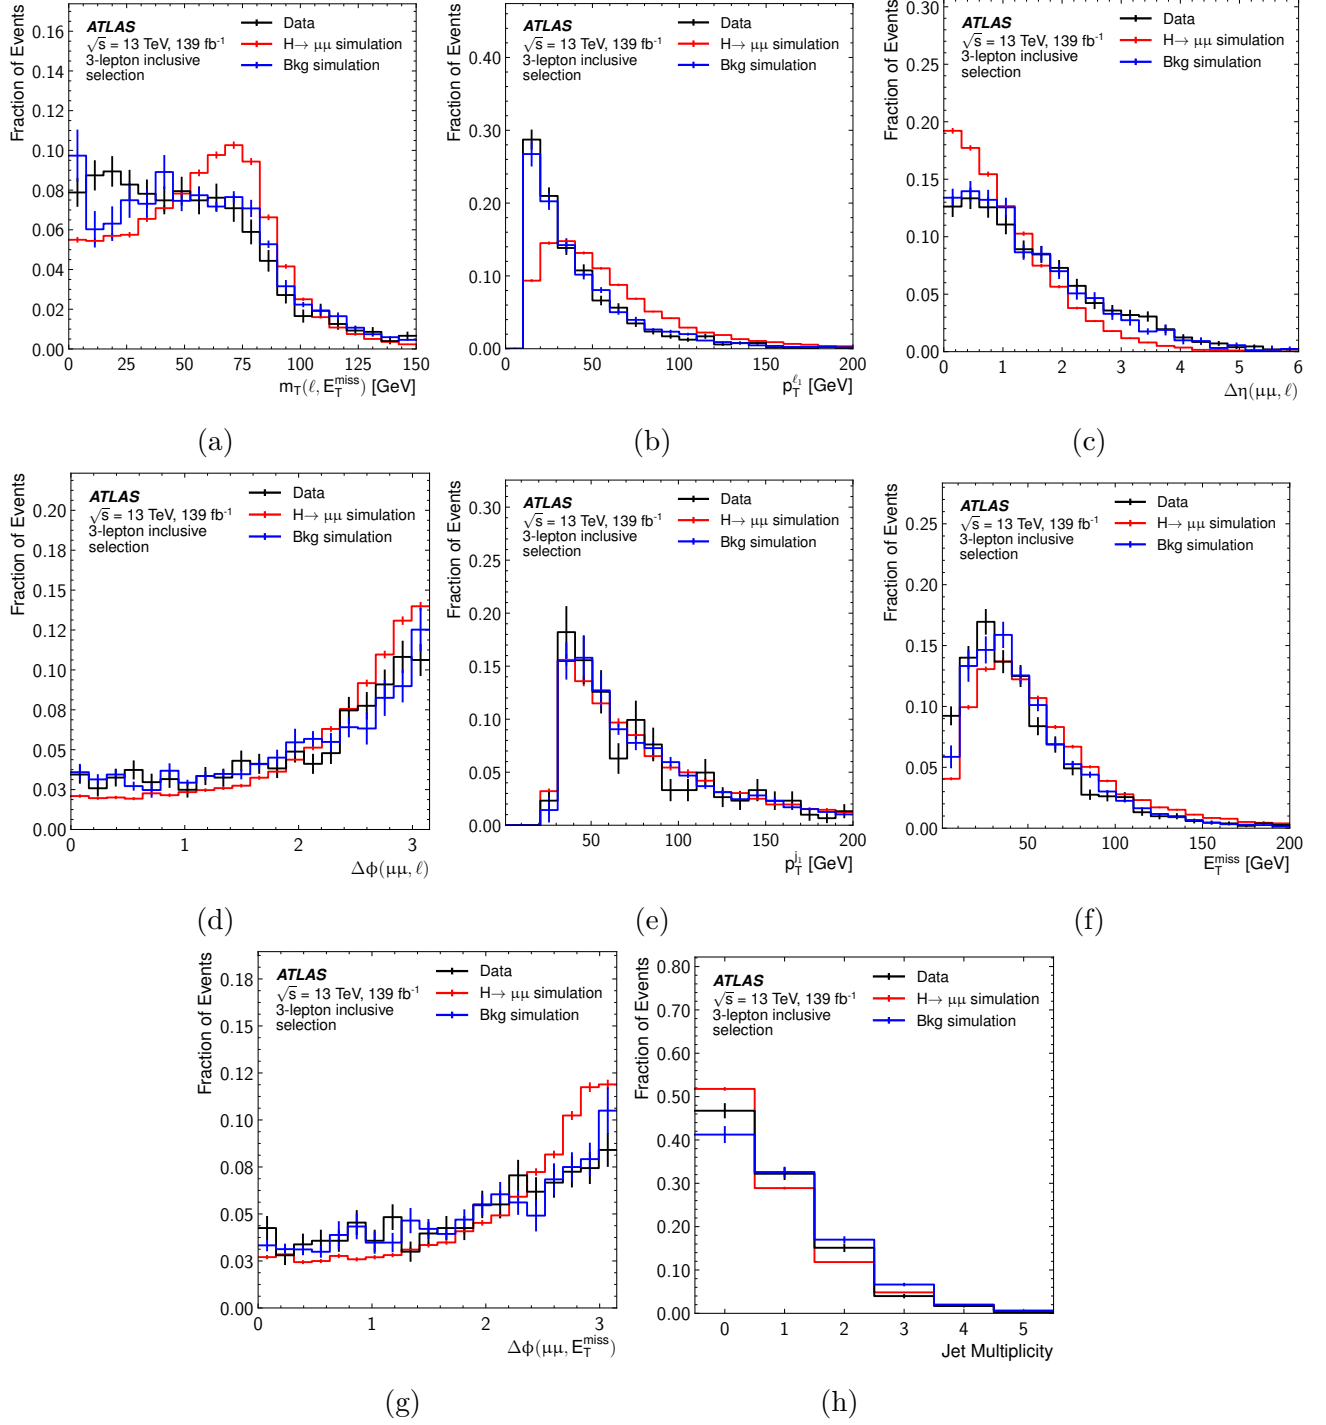 Fraction of Events
0.16
0.14
0.12
0.10
0.08
0.06
0.04
0.02
0.00
ATLAS
√s = 13 TeV, 139 fb-1
3-lepton inclusive
selection
Data
H→ μμ simulation
Bkg simulation
0 25 50 75 100 125 150
mT(ℓ, ETmiss) [GeV]
(a)
Fraction of Events
0.40
0.30
0.20
0.10
0.00
ATLAS
√s = 13 TeV, 139 fb-1
3-lepton inclusive
selection
Data
H→ μμ simulation
Bkg simulation
0 50 100 150 200
pTℓ1 [GeV]
(b)
Fraction of Events
0.30
0.25
0.20
0.15
0.10
0.05
0.00
ATLAS
√s = 13 TeV, 139 fb-1
3-lepton inclusive
selection
Data
H→ μμ simulation
Bkg simulation
0 1 2 3 4 5 6
Δη(μμ, ℓ)
(c)
Fraction of Events
0.20
0.18
0.15
0.12
0.10
0.08
0.05
0.03
0.00
ATLAS
√s = 13 TeV, 139 fb-1
3-lepton inclusive
selection
Data
H→ μμ simulation
Bkg simulation
0 1 2 3
Δϕ(μμ, ℓ)
(d)
Fraction of Events
0.30
0.25
0.20
0.15
0.10
0.05
0.00
ATLAS
√s = 13 TeV, 139 fb-1
3-lepton inclusive
selection
Data
H→ μμ simulation
Bkg simulation
50 100 150 200
pTj1 [GeV]
(e)
Fraction of Events
0.25
0.20
0.15
0.10
0.05
0.00
ATLAS
√s = 13 TeV, 139 fb-1
3-lepton inclusive
selection
Data
H→ μμ simulation
Bkg simulation
50 100 150 200
ETmiss [GeV]
(f)
Fraction of Events
0.18
0.15
0.12
0.10
0.08
0.05
0.03
0.00
ATLAS
√s = 13 TeV, 139 fb-1
3-lepton inclusive
selection
Data
H→ μμ simulation
Bkg simulation
0 1 2 3
Δϕ(μμ, ETmiss)
(g)
Fraction of Events
0.80
0.70
0.60
0.50
0.40
0.30
0.20
0.10
0.00
ATLAS
√s = 13 TeV, 139 fb-1
3-lepton inclusive
selection
Data
H→ μμ simulation
Bkg simulation
0 1 2 3 4 5
Jet Multiplicity
(h)